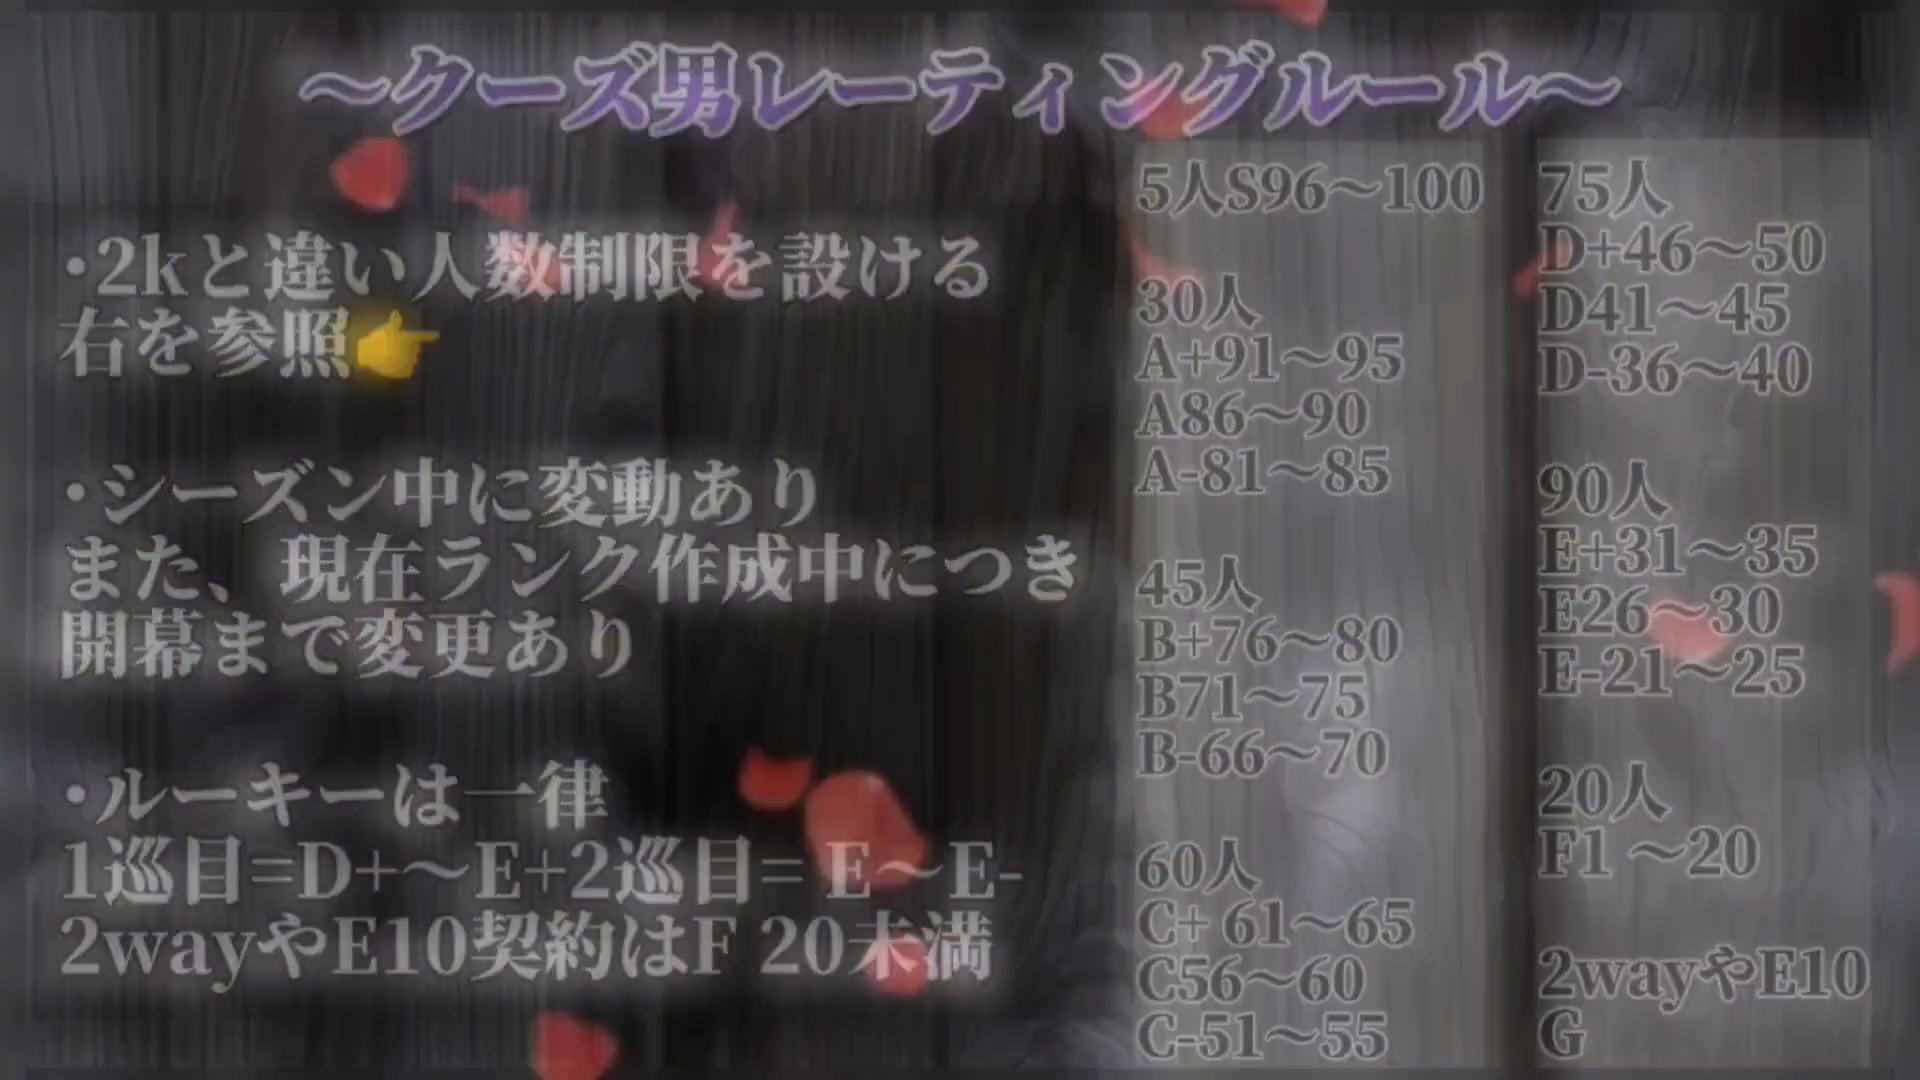 ～クーズ男レーティングルール～
・2kと違い人数制限を設ける
右を参照👉
・シーズン中に変動あり
また、現在ランク作成中につき
開幕まで変更あり
・ルーキーは一律
1巡目=D+～E+2巡目= E～E-
2wayやE10契約はF 20未満
5人S96～100
30人
A+91～95
A86～90
A-81～85
45人
B+76～80
B71～75
B-66～70
60人
C+ 61～65
C56～60
C-51～55
75人
D+46～50
D41～45
D-36～40
90人
E+31～35
E26～30
E-21～25
20人
F1 ～20
2wayやE10
G